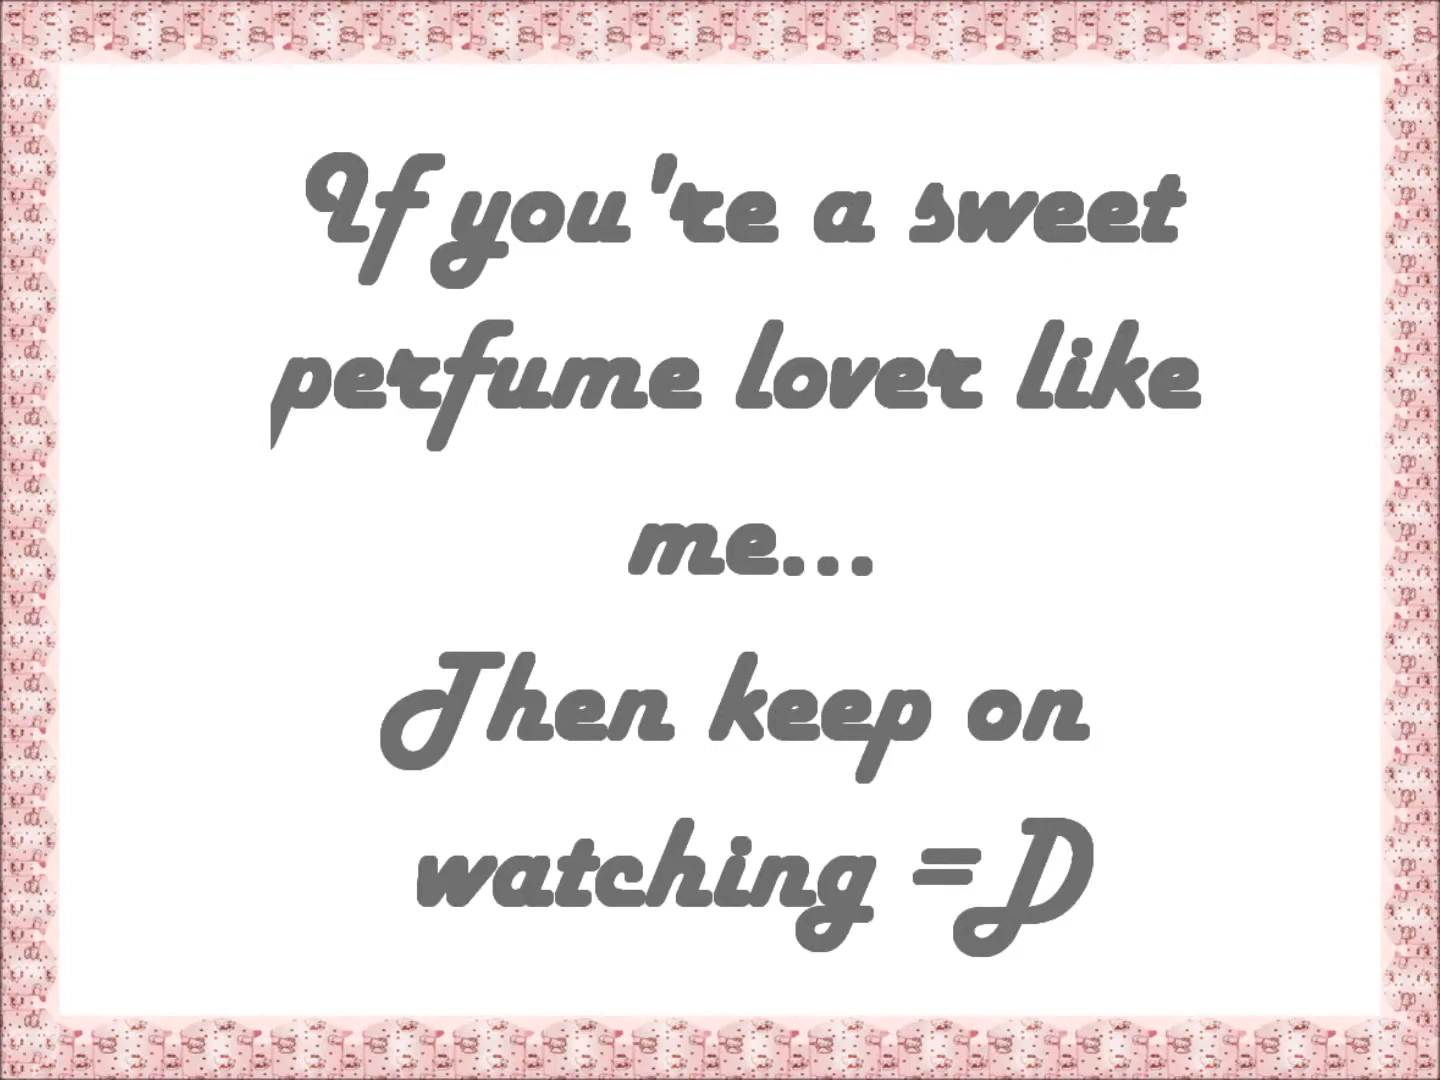 If you're a sweet
perfume lover like
me...
Then keep on
watching =D